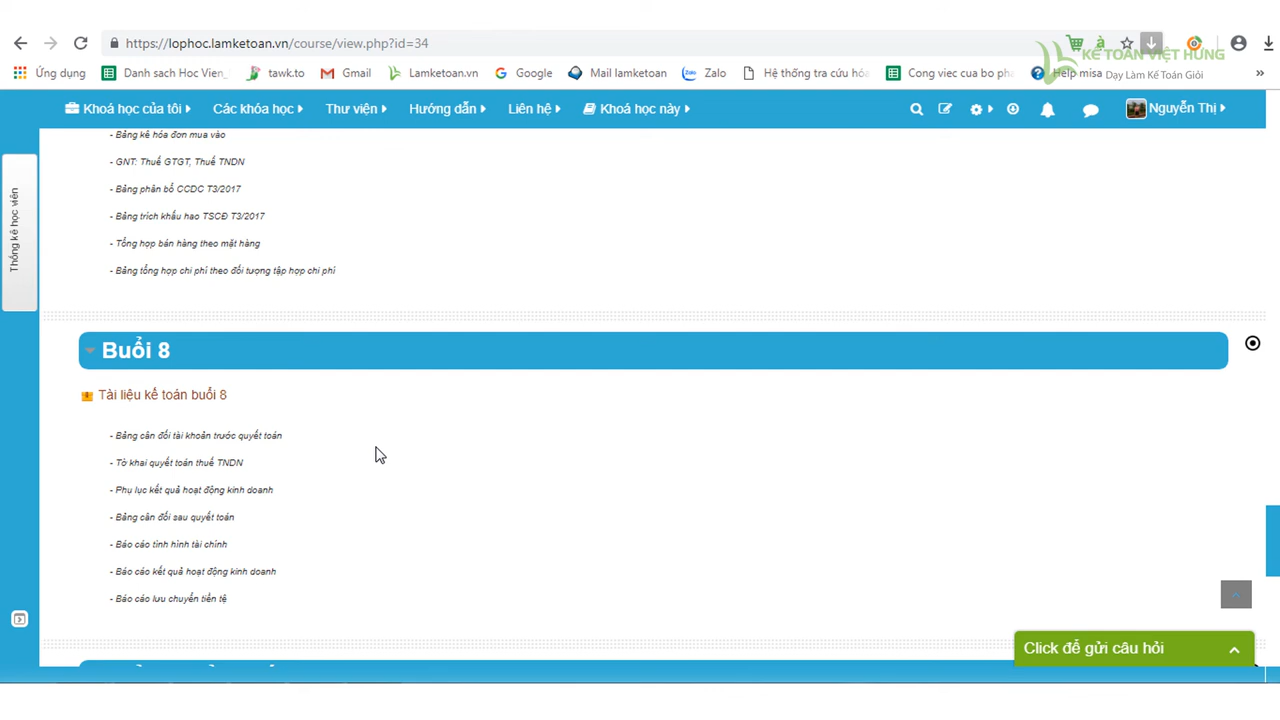 https://lophoc.lamketoan.vn/course/view.php?id=34
KẾ TOÁN VIỆT HƯNG
Dạy Làm Kế Toán Giỏi
Ứng dụng
Danh sach Hoc Vien_
tawk.to
Gmail
Lamketoan.vn
Google
Mail lamketoan
Zalo
Hệ thống tra cứu hóa
Cong viec cua bo pha
Help misa
Khoá học của tôi
Các khóa học
Thư viện
Hướng dẫn
Liên hệ
Khoá học này
Nguyễn Thị
Thống kê học viên
- Bảng kê hóa đơn mua vào
- GNT: Thuế GTGT, Thuế TNDN
- Bảng phân bổ CCDC T3/2017
- Bảng trích khấu hao TSCĐ T3/2017
- Tổng hợp bán hàng theo mặt hàng
- Bảng tổng hợp chi phí theo đối tượng tập hợp chi phí
Buổi 8
Tài liệu kế toán buổi 8
- Bảng cân đối tài khoản trước quyết toán
- Tờ khai quyết toán thuế TNDN
- Phụ lục kết quả hoạt động kinh doanh
- Bảng cân đối sau quyết toán
- Báo cáo tình hình tài chính
- Báo cáo kết quả hoạt động kinh doanh
- Báo cáo lưu chuyển tiền tệ
Click để gửi câu hỏi